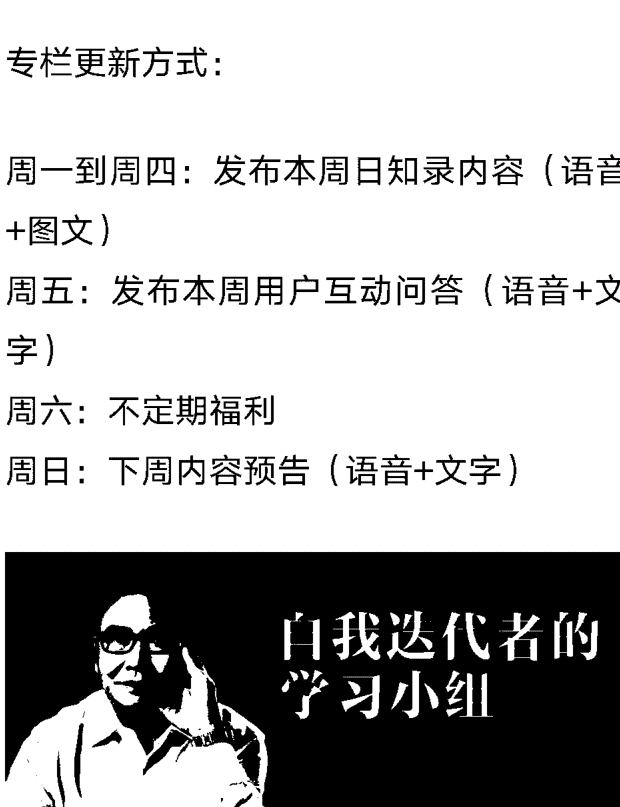 专栏更新方式：
周一到周四：发布本周日知录内容（语音
+图文）
周五：发布本周用户互动问答（语音+文
字）
周六：不定期福利
周日：下周内容预告（语音+文字）
自我迭代者的
学习小组